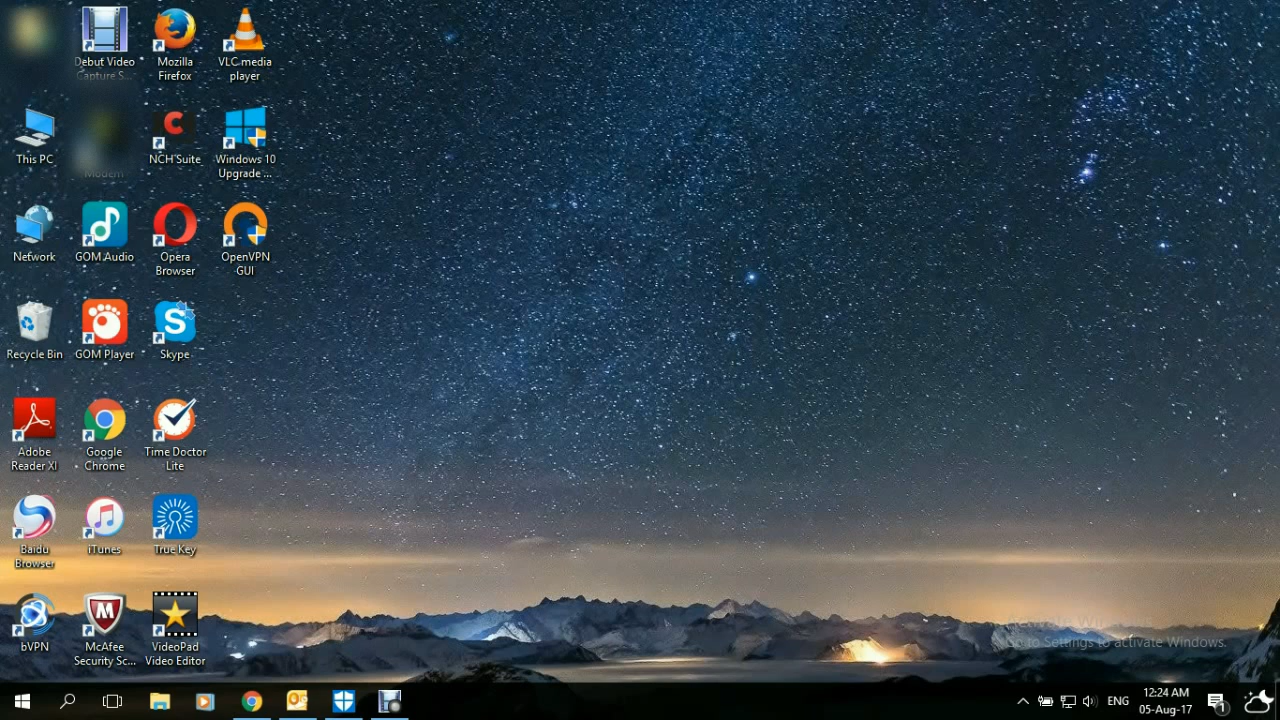 Debut Video
Capture S...
Mozilla
Firefox
VLC media
player
This PC
Modem
NCH Suite
Windows 10
Upgrade ...
Network
GOM Audio
Opera
Browser
OpenVPN
GUI
Recycle Bin
GOM Player
Skype
Adobe
Reader XI
Google
Chrome
Time Doctor
Lite
Baidu
Browser
iTunes
True Key
bVPN
McAfee
Security Sc...
VideoPad
Video Editor
Go to Settings to activate Windows.
ENG
12:24 AM
05-Aug-17
1